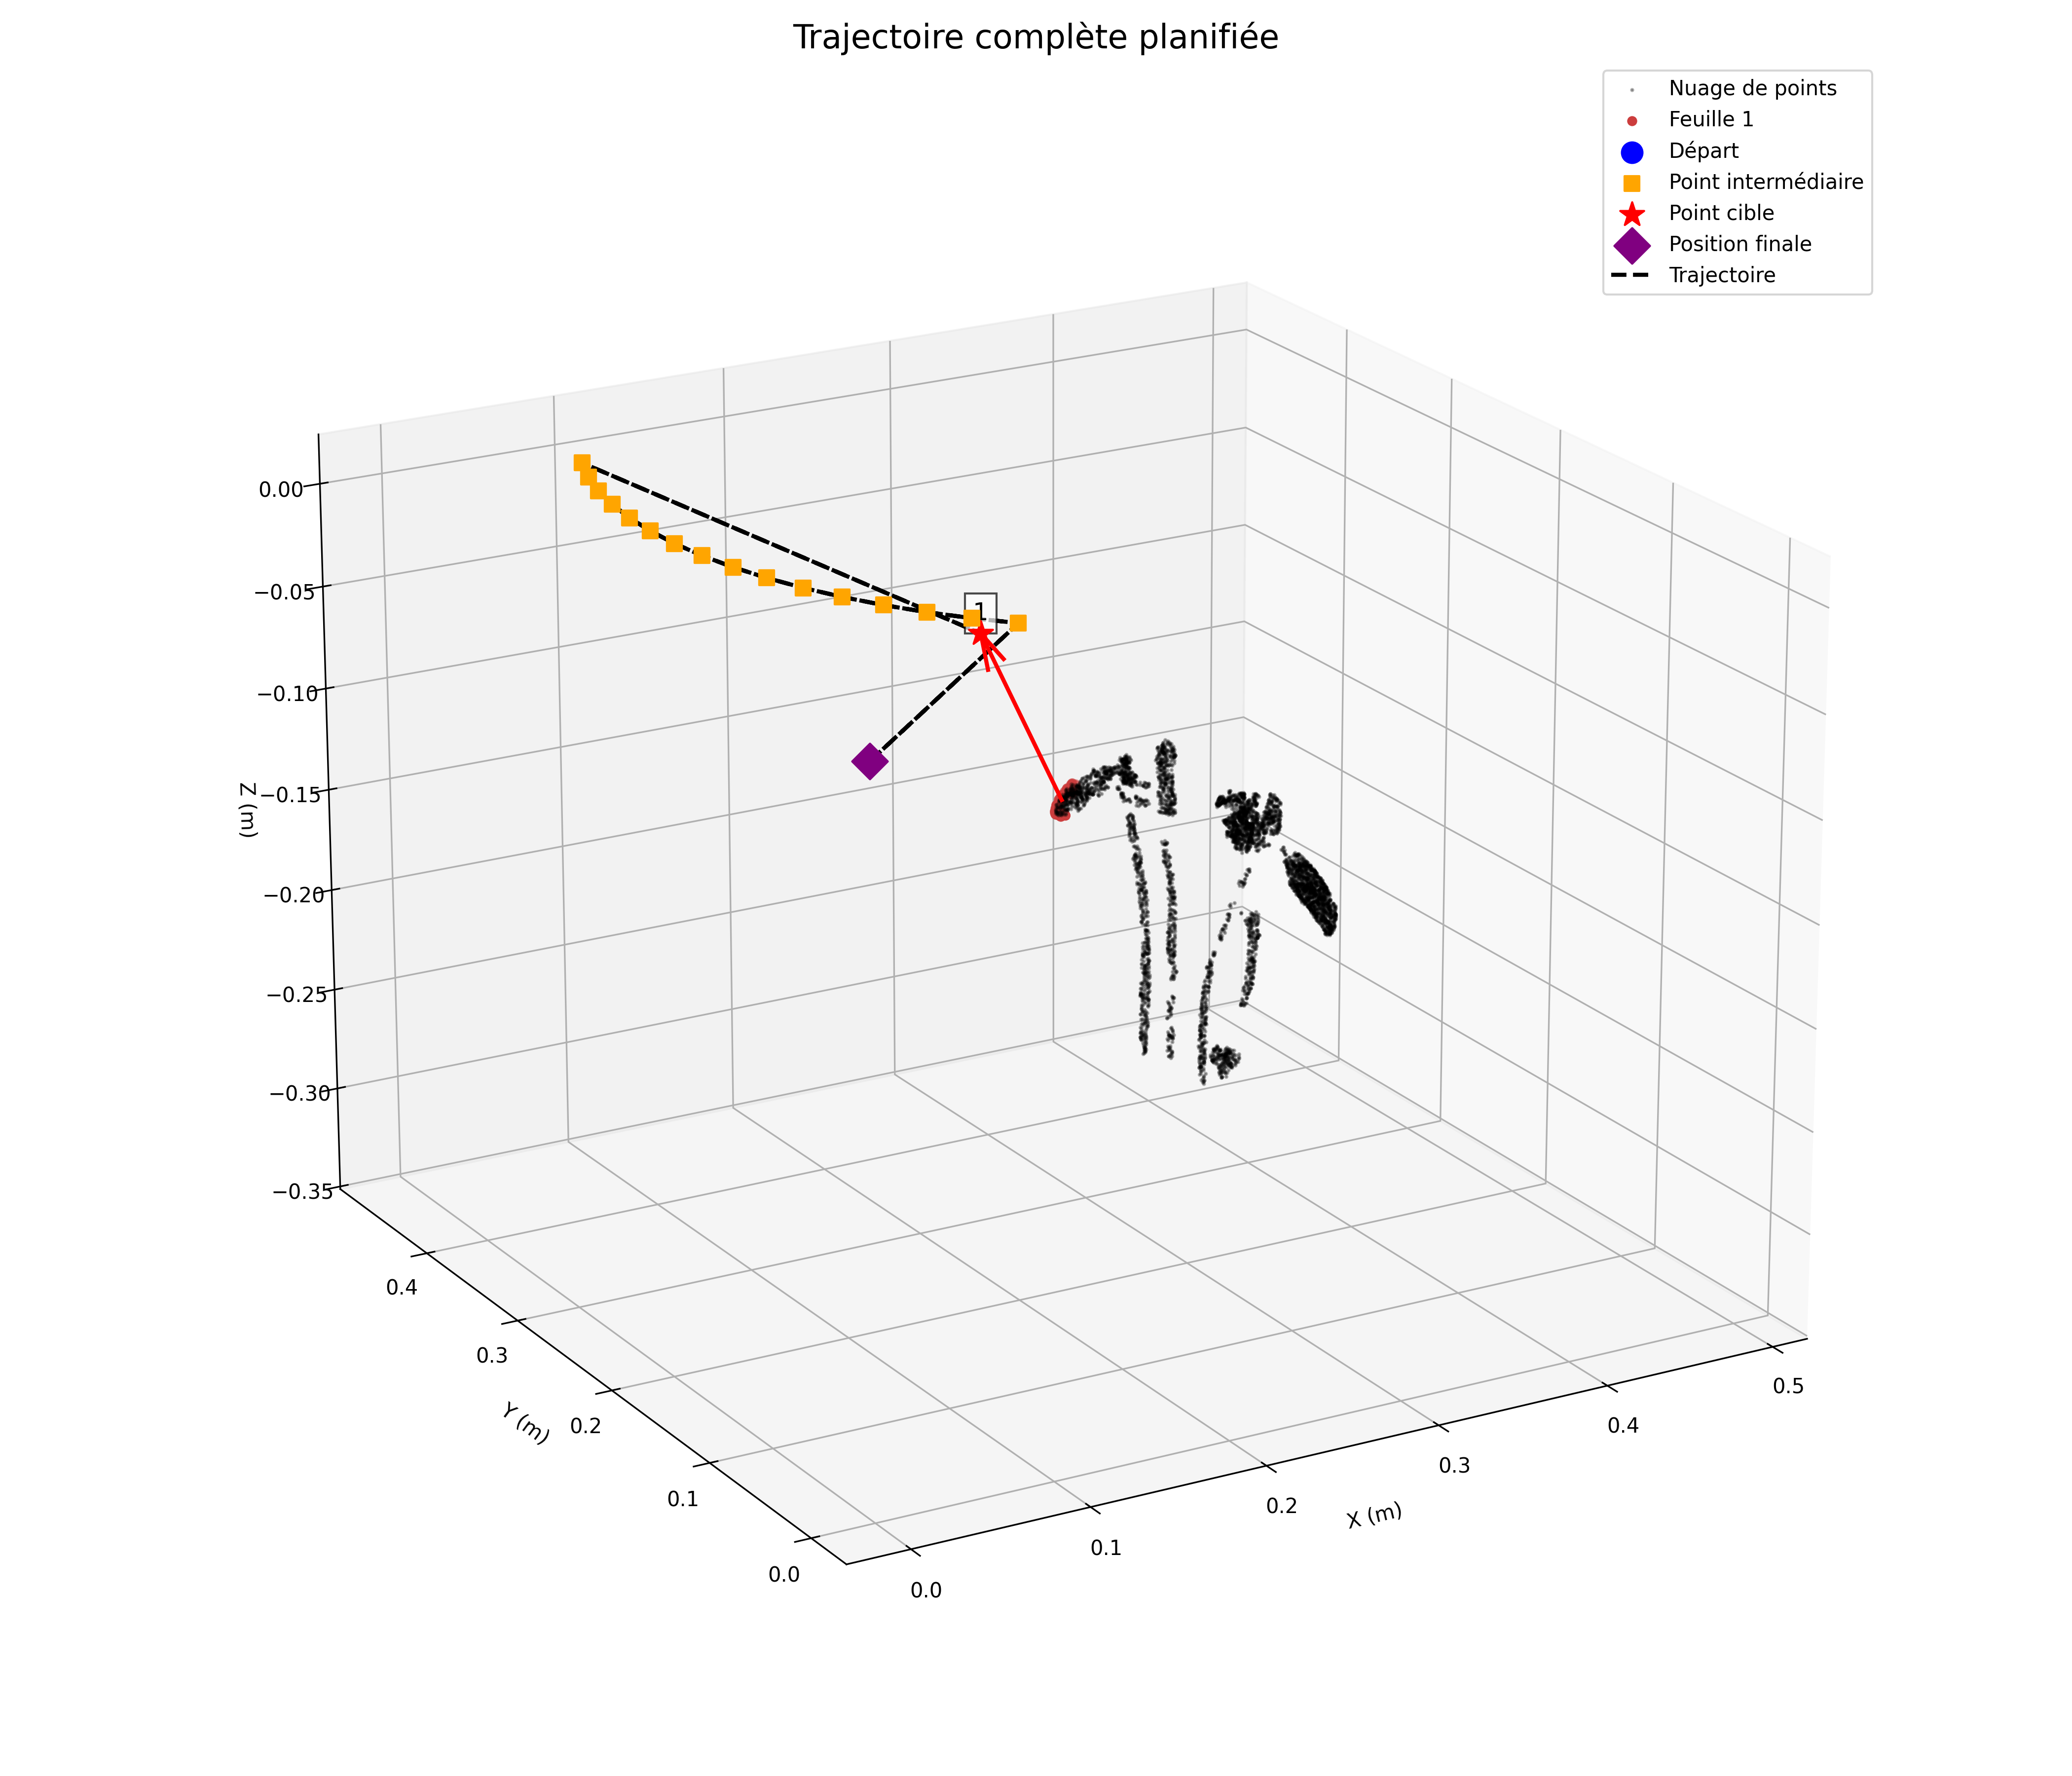 Trajectoire complète planifiée
Nuage de points
Feuille 1
Départ
Point intermédiaire
Point cible
Position finale
Trajectoire
0.00
−0.05
−0.10
−0.15
−0.20
−0.25
−0.30
−0.35
Z (m)
1
0.4
0.3
0.2
0.1
0.0
Y (m)
0.0
0.1
0.2
0.3
0.4
0.5
X (m)